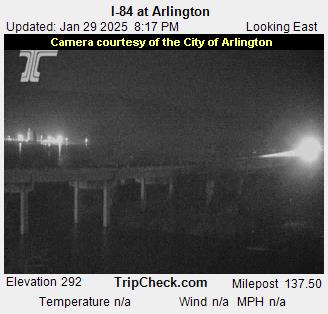 I-84 at Arlington
Updated: Jan 29 2025 8:17 PM Looking East
Camera courtesy of the City of Arlington
Elevation 292 TripCheck.com Milepost 137.50
Temperature n/a Wind n/a MPH n/a